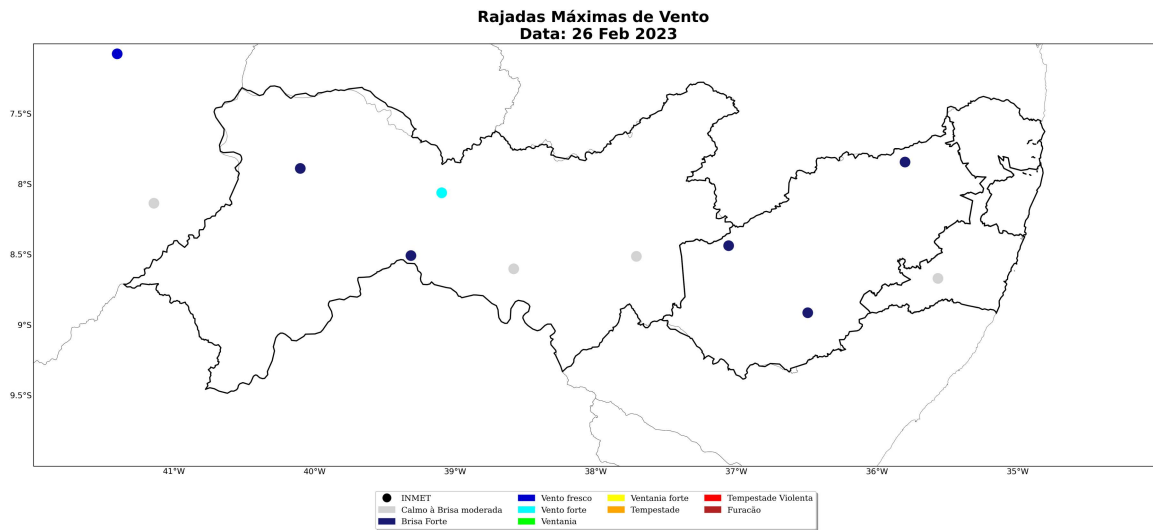 Rajadas Máximas de Vento
Data: 26 Feb 2023
7.5°S
8°S
8.5°S
9°S
9.5°S
41°W 40°W 39°W 38°W 37°W 36°W 35°W
INMET Vento fresco Ventania forte Tempestade Violenta
Calmo à Brisa moderada Vento forte Tempestade Furacão
Brisa Forte Ventania